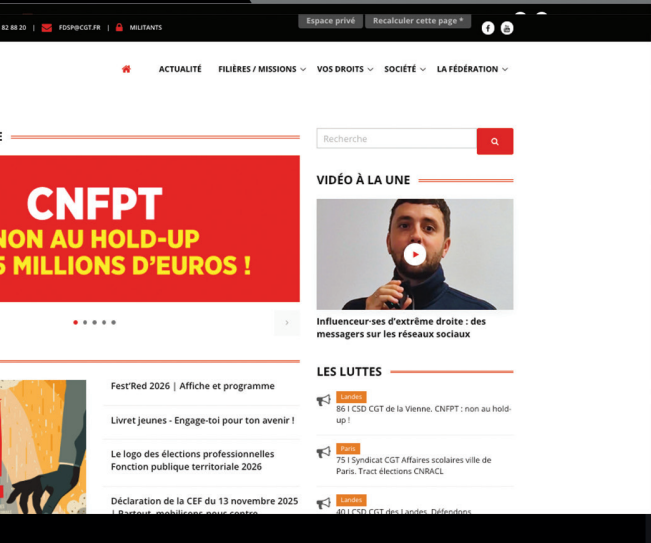 82 88 20 | FDSP@CGT.FR | MILITANTS
Espace privé Recalculer cette page *
ACTUALITÉ FILIÈRES / MISSIONS VOS DROITS SOCIÉTÉ LA FÉDÉRATION
E
Recherche
CNFPT
NON AU HOLD-UP
5 MILLIONS D’EUROS !
VIDÉO À LA UNE
Influenceur·ses d’extrême droite : des
messagers sur les réseaux sociaux
Fest’Red 2026 | Affiche et programme
Livret jeunes - Engage-toi pour ton avenir !
Le logo des élections professionnelles
Fonction publique territoriale 2026
Déclaration de la CEF du 13 novembre 2025
| Partout, mobilisons-nous contre
LES LUTTES
Landes
86 I CSD CGT de la Vienne. CNFPT : non au hold-
up !
Paris
75 I Syndicat CGT Affaires scolaires ville de
Paris. Tract élections CNRACL
Landes
40 I CSD CGT des Landes. Défendons